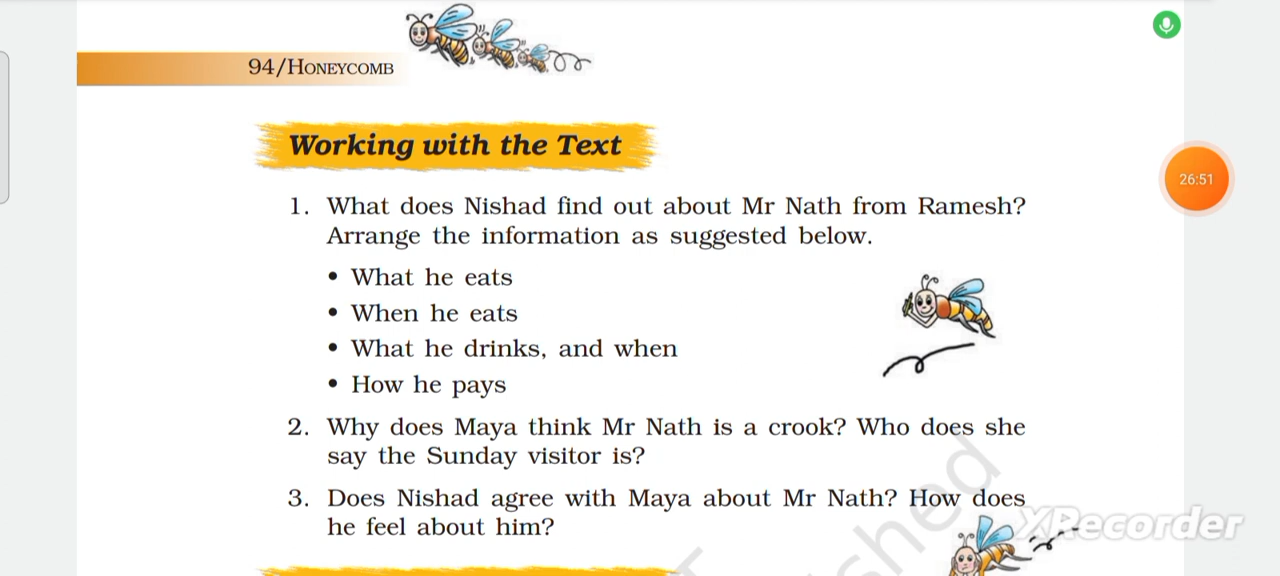 94/HONEYCOMB
Working with the Text
26:51
1. What does Nishad find out about Mr Nath from Ramesh?
Arrange the information as suggested below.
• What he eats
• When he eats
• What he drinks, and when
• How he pays
2. Why does Maya think Mr Nath is a crook? Who does she
say the Sunday visitor is?
3. Does Nishad agree with Maya about Mr Nath? How does
he feel about him?
XRecorder